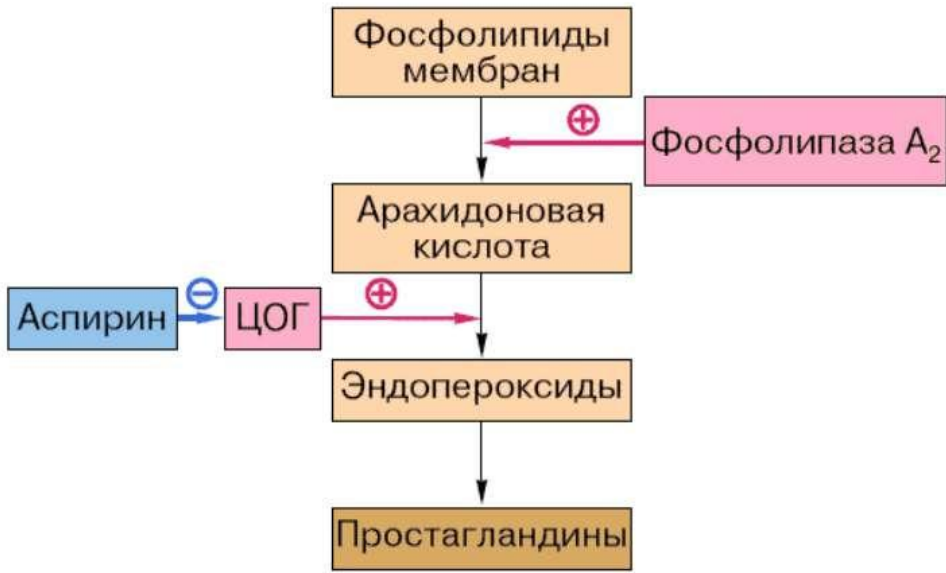 Фосфолипиды
мембран
⊕
Фосфолипаза А₂
Арахидоновая
кислота
Аспирин
⊖
ЦОГ
⊕
Эндопероксиды
Простагландины